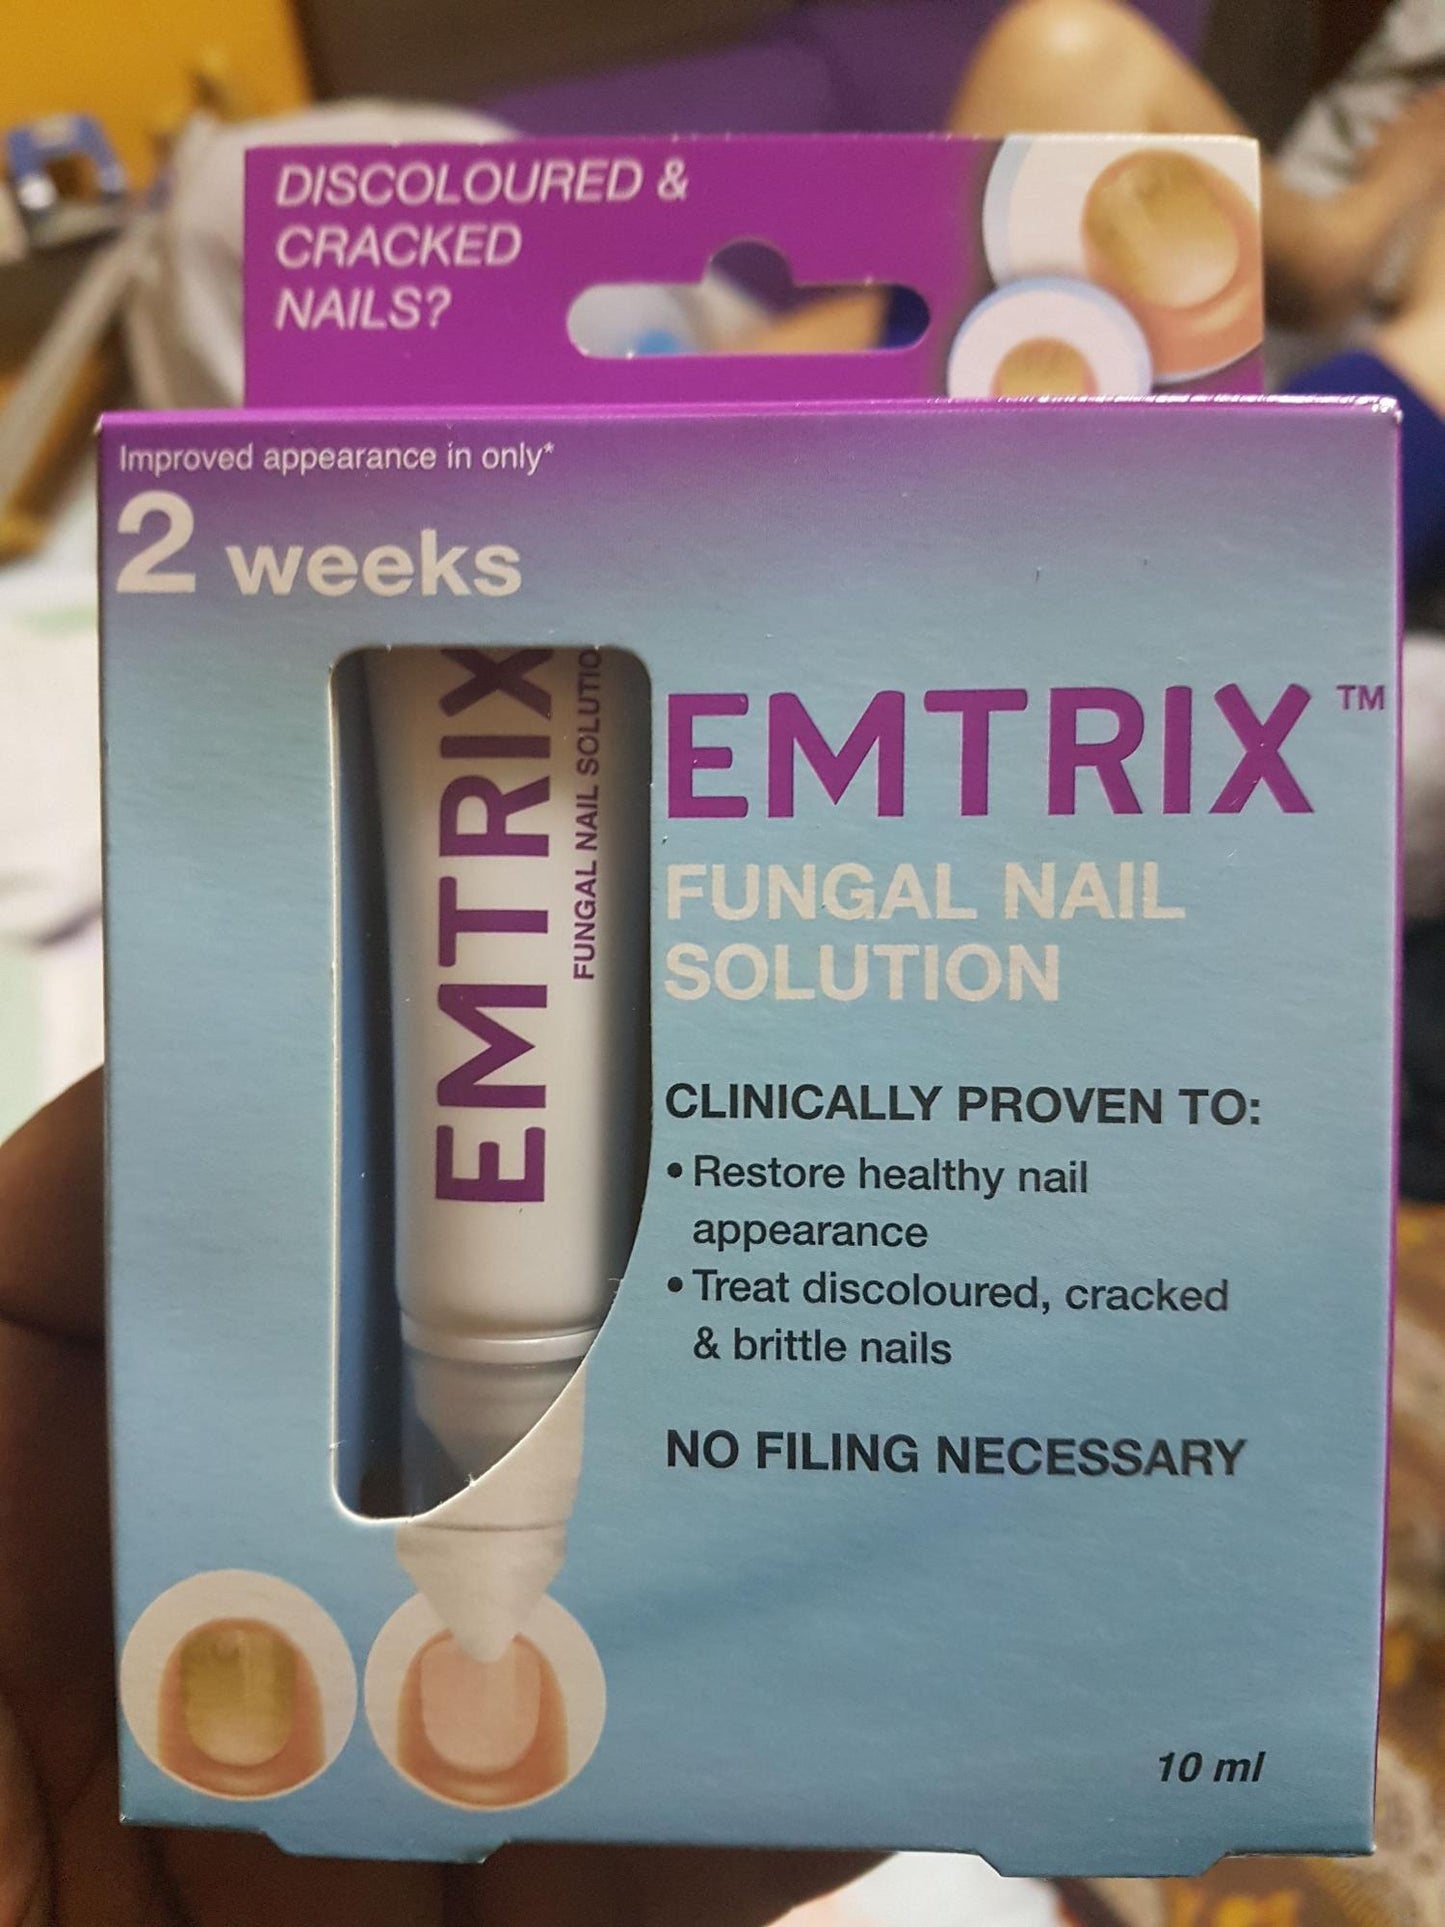 DISCOLOURED &
CRACKED
NAILS?
Improved appearance in only*
2 weeks
EMTRIX
FUNGAL NAIL SOLUTIO
EMTRIX™
FUNGAL NAIL
SOLUTION
CLINICALLY PROVEN TO:
• Restore healthy nail
appearance
• Treat discoloured, cracked
& brittle nails
NO FILING NECESSARY
10 ml